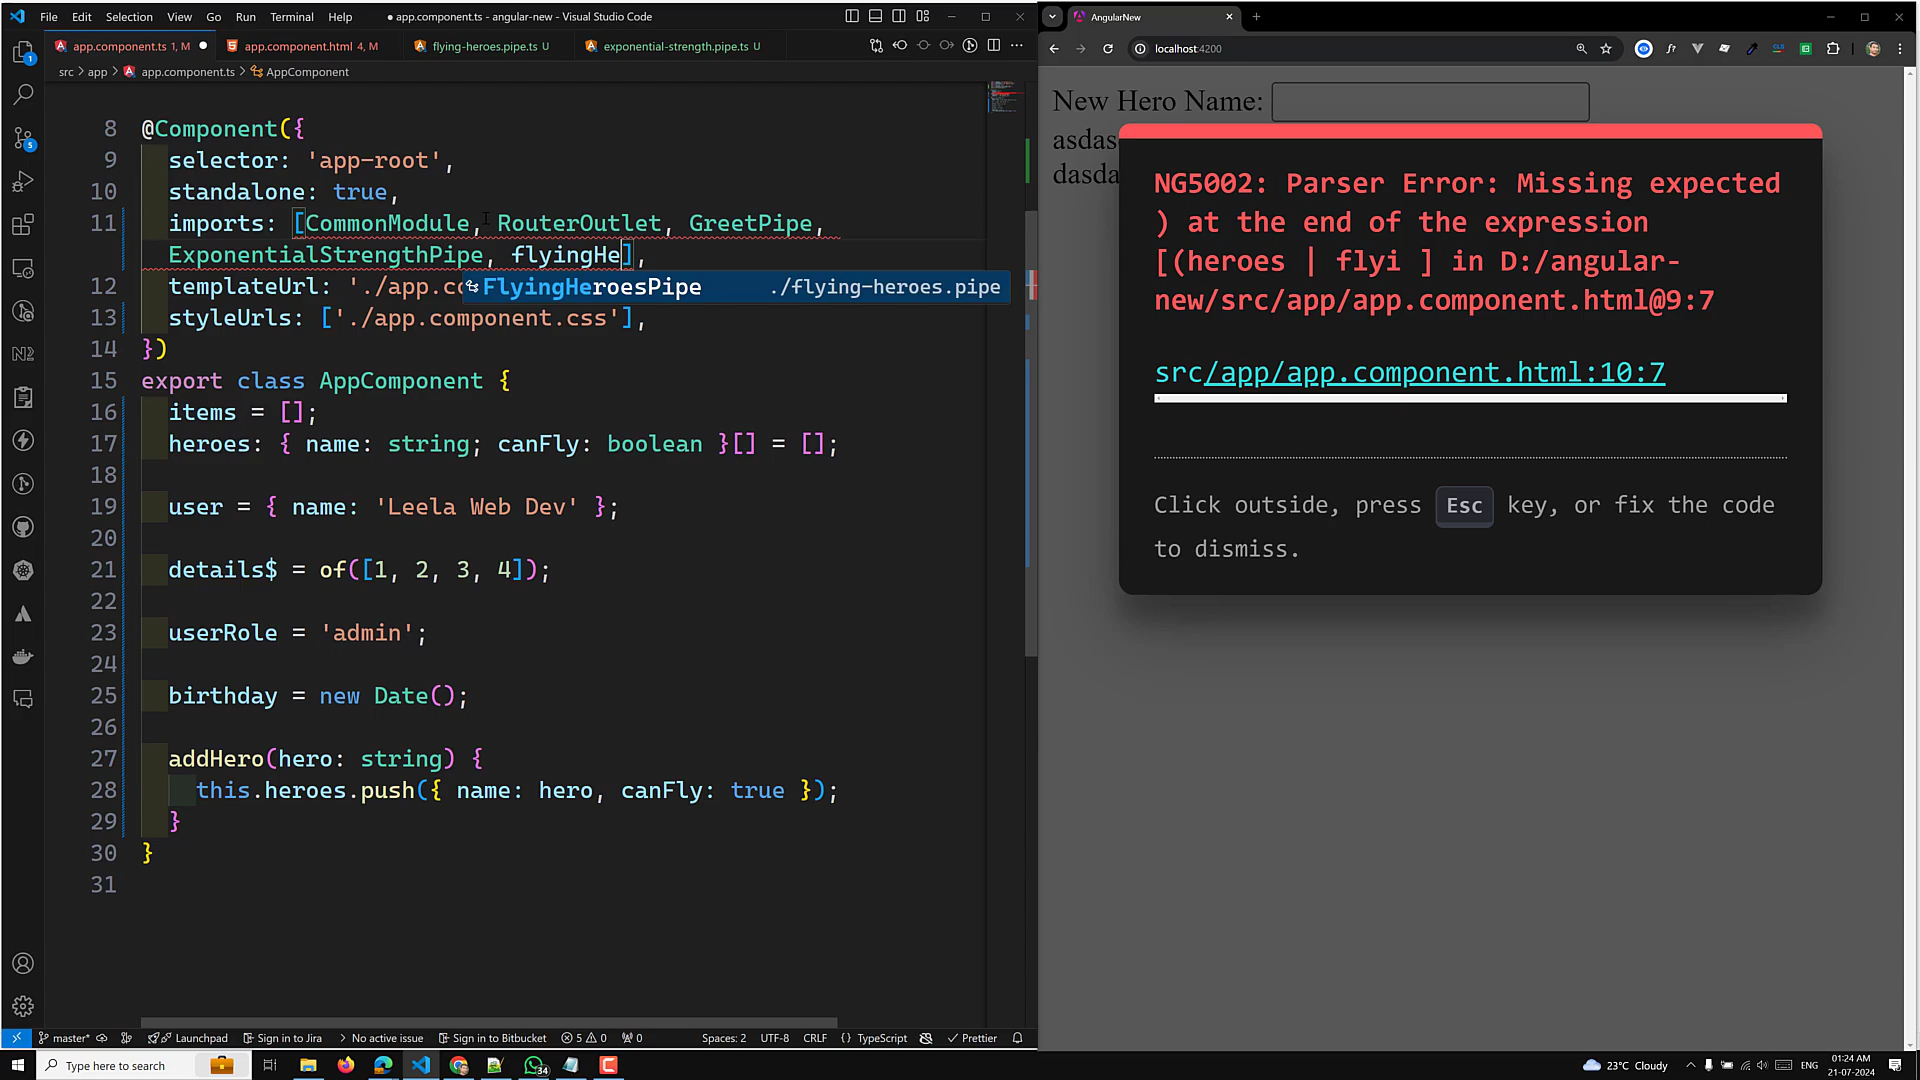 File Edit Selection View Go Run Terminal Help
● app.component.ts - angular-new - Visual Studio Code
app.component.ts 1, M ●
app.component.html 4, M
flying-heroes.pipe.ts U
exponential-strength.pipe.ts U
src > app > app.component.ts > AppComponent
8 @Component({
9 selector: 'app-root',
10 standalone: true,
11 imports: [CommonModule, RouterOutlet, GreetPipe,
ExponentialStrengthPipe, flyingHe],
12 templateUrl: './app.co
FlyingHeroesPipe ./flying-heroes.pipe
13 styleUrls: ['./app.component.css'],
14 })
15 export class AppComponent {
16 items = [];
17 heroes: { name: string; canFly: boolean }[] = [];
18
19 user = { name: 'Leela Web Dev' };
20
21 details$ = of([1, 2, 3, 4]);
22
23 userRole = 'admin';
24
25 birthday = new Date();
26
27 addHero(hero: string) {
28 this.heroes.push({ name: hero, canFly: true });
29 }
30 }
31
master* Launchpad Sign in to Jira No active issue Sign in to Bitbucket 5 0 0 Spaces: 2 UTF-8 CRLF {} TypeScript Prettier
AngularNew
localhost:4200
New Hero Name:
asdas
dasda
NG5002: Parser Error: Missing expected
) at the end of the expression
[(heroes | flyi ] in D:/angular-
new/src/app/app.component.html@9:7
src/app/app.component.html:10:7
Click outside, press Esc key, or fix the code
to dismiss.
Type here to search
34
23°C Cloudy
ENG
01:24 AM
21-07-2024